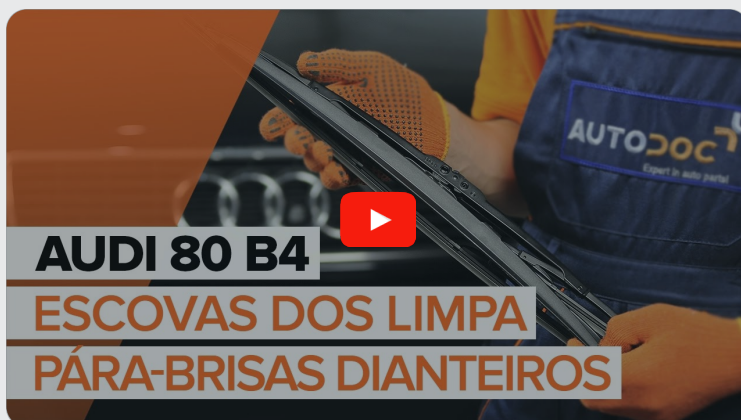 AUTODOC
Expert in auto parts!
AUDI 80 B4
ESCOVAS DOS LIMPA
PÁRA-BRISAS DIANTEIROS